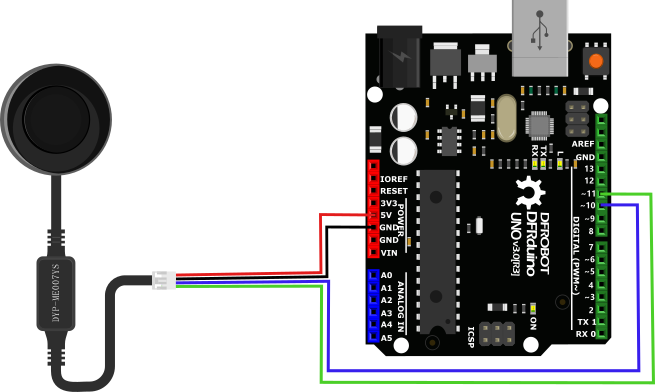 DYP-ME007YS
IOREF
RESET
3V3
5V
GND
GND
VIN
POWER
A0
A1
A2
A3
A4
A5
ANALOG IN
RX
TX
L
AREF
GND
13
12
~11
~10
~9
8
7
~6
~5
4
~3
2
TX 1
RX 0
DIGITAL (PWM~)
DFROBOT
DFRduino
UNO v3.0[R3]
ICSP
ON